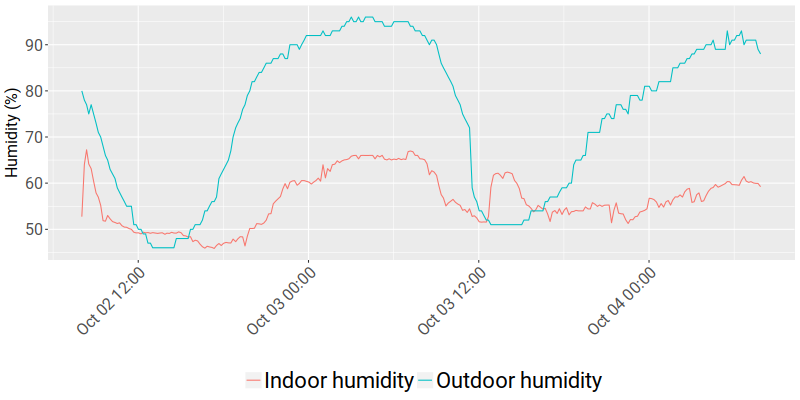 Humidity (%)
90
80
70
60
50
Oct 02 12:00
Oct 03 00:00
Oct 03 12:00
Oct 04 00:00
Indoor humidity Outdoor humidity